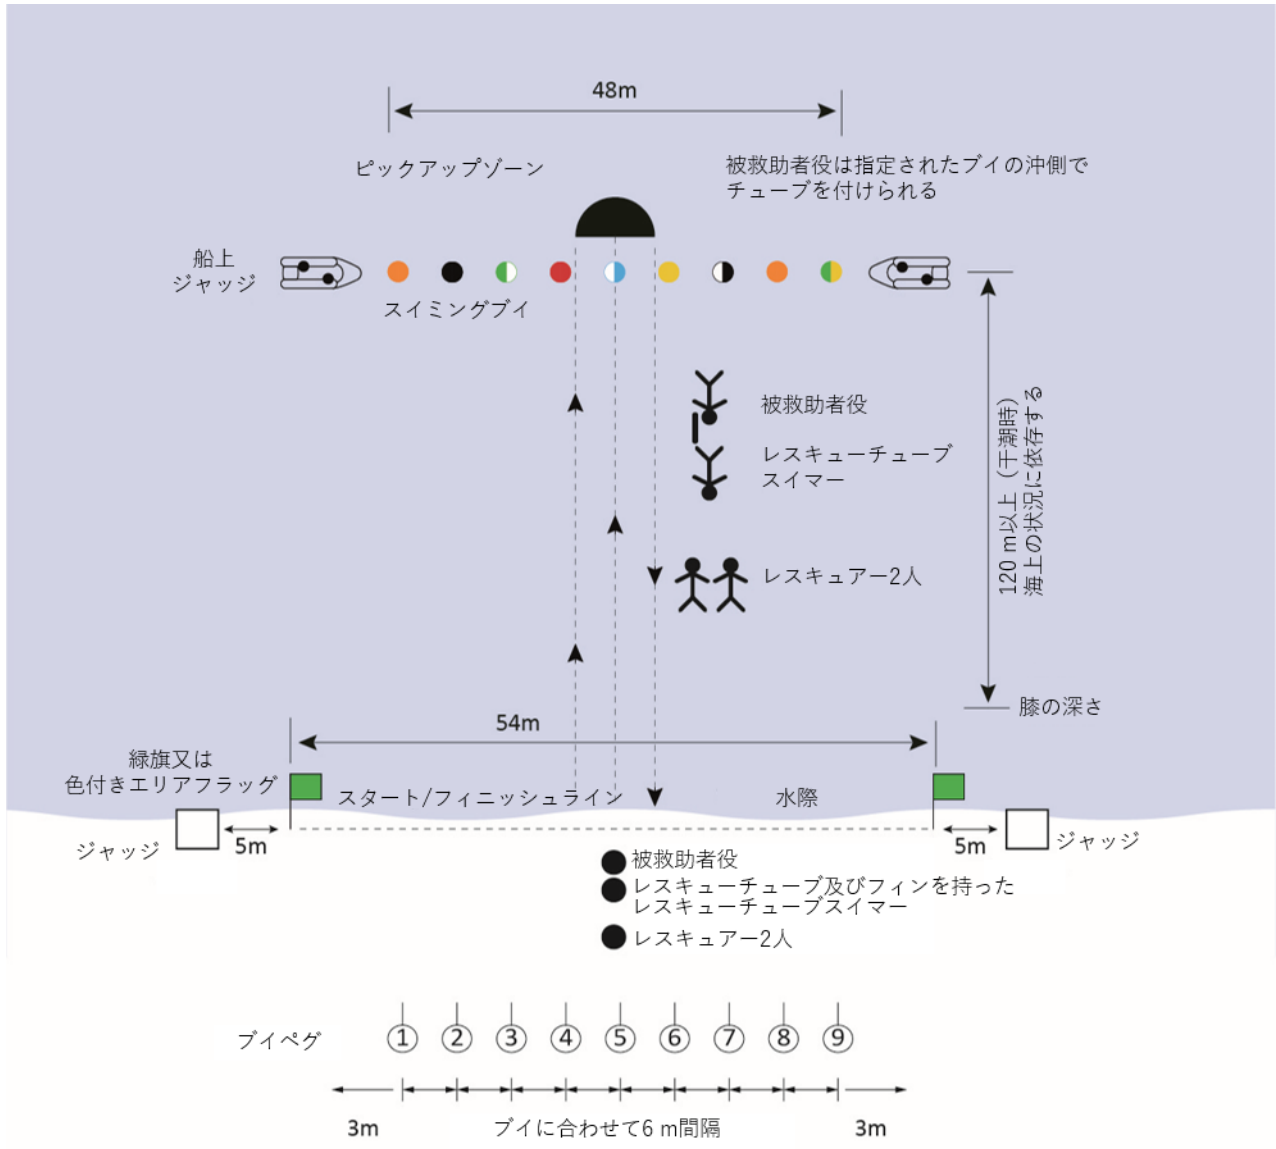 48m
ピックアップゾーン
被救助者役は指定されたブイの沖側で
チューブを付けられる
船上
ジャッジ
スイミングブイ
被救助者役
レスキューチューブ
スイマー
レスキュアー2人
120 m以上（干潮時）
海上の状況に依存する
膝の深さ
54m
緑旗又は
色付きエリアフラッグ
スタート/フィニッシュライン
水際
ジャッジ
5m
5m
ジャッジ
被救助者役
レスキューチューブ及びフィンを持った
レスキューチューブスイマー
レスキュアー2人
ブイペグ
① ② ③ ④ ⑤ ⑥ ⑦ ⑧ ⑨
3m
ブイに合わせて6 m間隔
3m